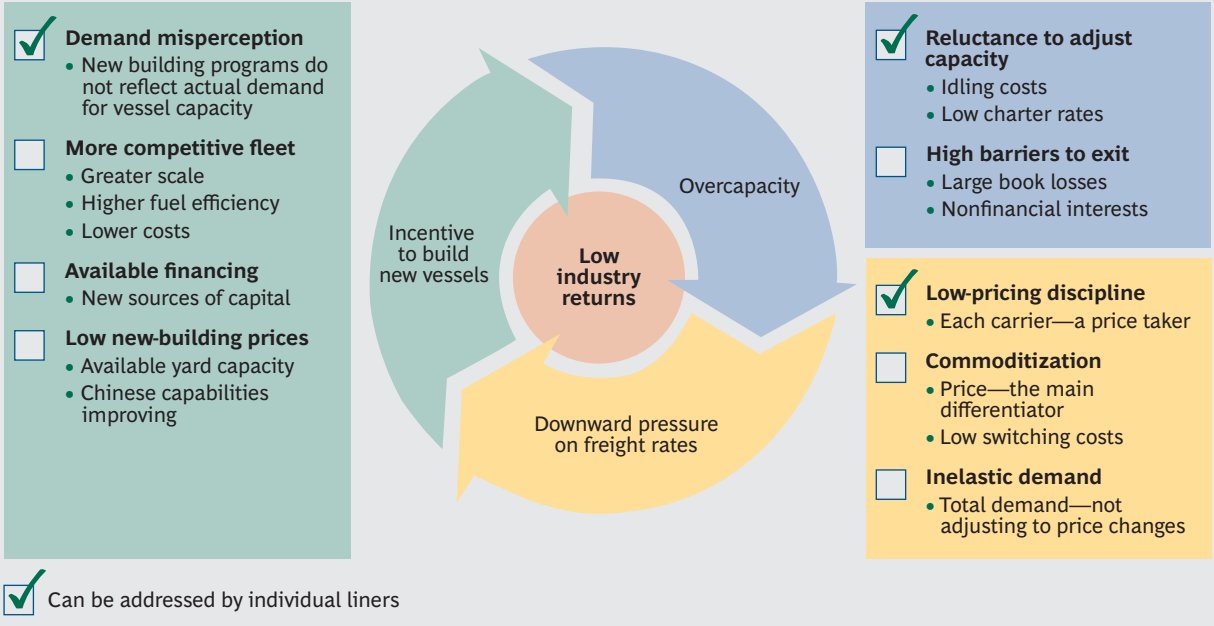 Demand misperception
• New building programs do
not reflect actual demand
for vessel capacity
More competitive fleet
• Greater scale
• Higher fuel efficiency
• Lower costs
Available financing
• New sources of capital
Low new-building prices
• Available yard capacity
• Chinese capabilities
improving
Incentive
to build
new vessels
Overcapacity
Low
industry
returns
Downward pressure
on freight rates
Reluctance to adjust
capacity
• Idling costs
• Low charter rates
High barriers to exit
• Large book losses
• Nonfinancial interests
Low-pricing discipline
• Each carrier—a price taker
Commoditization
• Price—the main
differentiator
• Low switching costs
Inelastic demand
• Total demand—not
adjusting to price changes
Can be addressed by individual liners